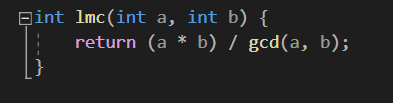 int lmc(int a, int b) {
    return (a * b) / gcd(a, b);
}